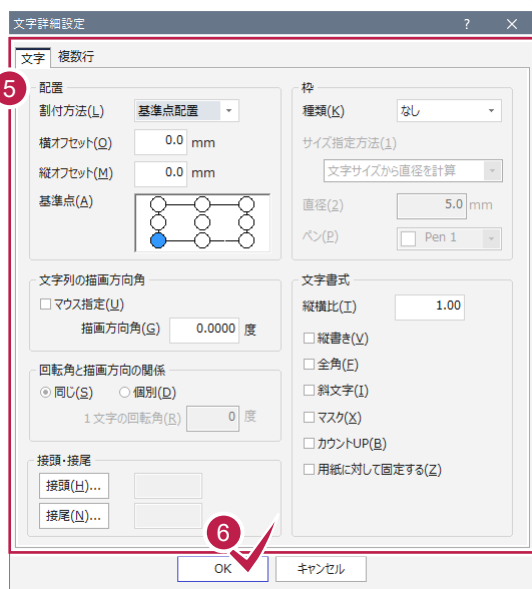 文字詳細設定 ? ×
文字 複数行
5
配置
割付方法(L) 基準点配置
横オフセット(O) 0.0 mm
縦オフセット(M) 0.0 mm
基準点(A)
文字列の描画方向角
マウス指定(U)
描画方向角(G) 0.0000 度
回転角と描画方向の関係
同じ(S) 個別(D)
1文字の回転角(R) 0 度
接頭・接尾
接頭(H)...
接尾(N)...
枠
種類(K) なし
サイズ指定方法(1)
文字サイズから直径を計算
直径(2) 5.0 mm
ペン(P) Pen 1
文字書式
縦横比(T) 1.00
縦書き(V)
全角(F)
斜文字(I)
マスク(X)
カウントUP(B)
用紙に対して固定する(Z)
6
OK キャンセル